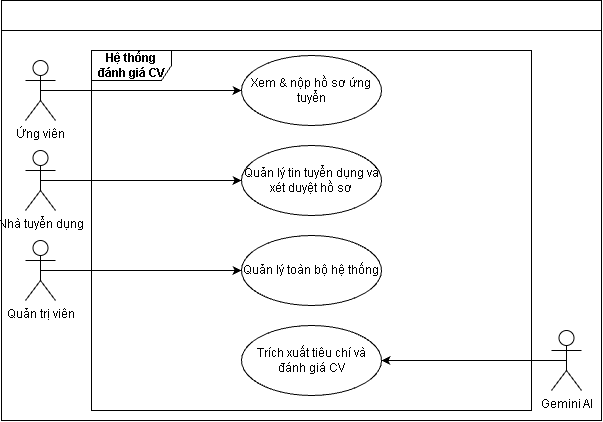 Hệ thống
đánh giá CV
Xem & nộp hồ sơ ứng
tuyển
Ứng viên
Quản lý tin tuyển dụng và
xét duyệt hồ sơ
Nhà tuyển dụng
Quản lý toàn bộ hệ thống
Quản trị viên
Trích xuất tiêu chí và
đánh giá CV
Gemini AI